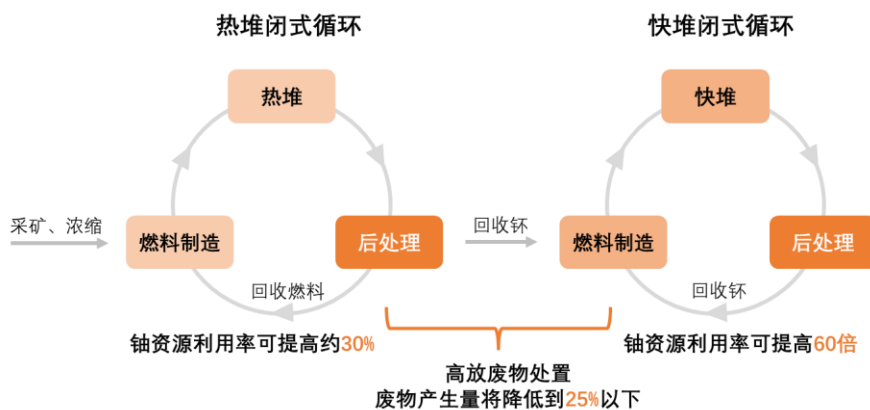 热堆闭式循环
快堆闭式循环
热堆
快堆
采矿、浓缩
燃料制造
后处理
回收钚
燃料制造
后处理
回收燃料
回收钚
铀资源利用率可提高约30%
铀资源利用率可提高60倍
高放废物处置
废物产生量将降低到25%以下